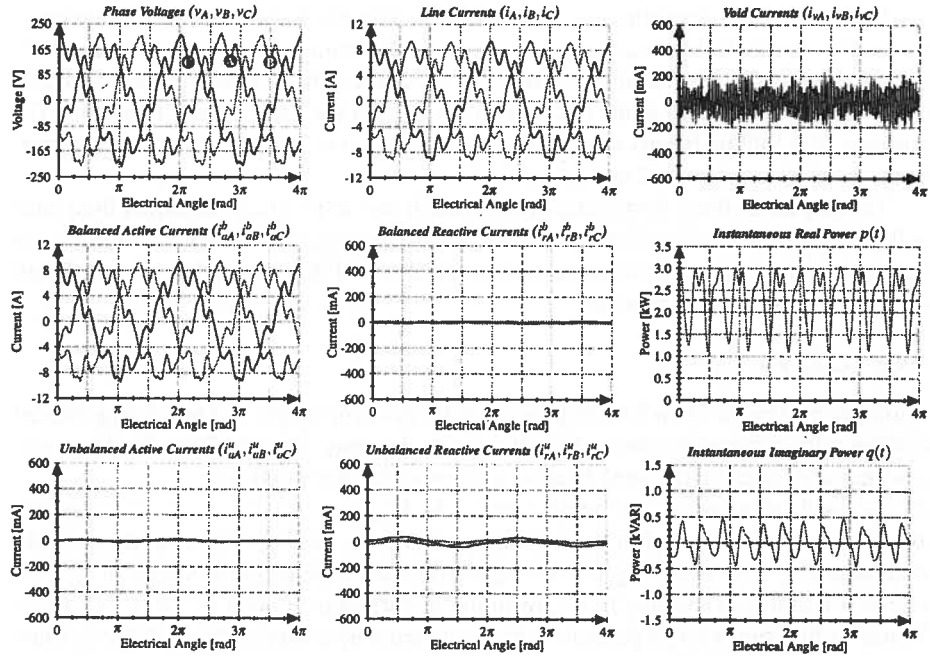 Phase Voltages (v_A, v_B, v_C)
Voltage [V]
250
165
85
0
-85
-165
-250
0 π 2π 3π 4π
Electrical Angle [rad]
Line Currents (i_A, i_B, i_C)
Current [A]
12
8
4
0
-4
-8
-12
0 π 2π 3π 4π
Electrical Angle [rad]
Void Currents (i_vA, i_vB, i_vC)
Current [mA]
600
400
200
0
-200
-400
-600
0 π 2π 3π 4π
Electrical Angle [rad]
Balanced Active Currents (i^b_aA, i^b_aB, i^b_aC)
Current [A]
12
8
4
0
-4
-8
-12
0 π 2π 3π 4π
Electrical Angle [rad]
Balanced Reactive Currents (i^b_rA, i^b_rB, i^b_rC)
Current [mA]
600
400
200
0
-200
-400
-600
0 π 2π 3π 4π
Electrical Angle [rad]
Instantaneous Real Power p(t)
Power [kW]
3.5
3.0
2.5
2.0
1.5
1.0
0.5
0
0 π 2π 3π 4π
Electrical Angle [rad]
Unbalanced Active Currents (i^u_aA, i^u_aB, i^u_aC)
Current [mA]
600
400
200
0
-200
-400
-600
0 π 2π 3π 4π
Electrical Angle [rad]
Unbalanced Reactive Currents (i^u_rA, i^u_rB, i^u_rC)
Current [mA]
600
400
200
0
-200
-400
-600
0 π 2π 3π 4π
Electrical Angle [rad]
Instantaneous Imaginary Power q(t)
Power [kVAR]
1.5
1.0
0.5
0
-0.5
-1.0
-1.5
0 π 2π 3π 4π
Electrical Angle [rad]